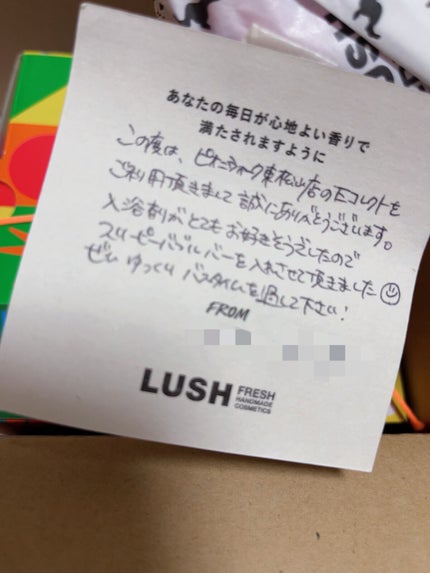 あなたの毎日が心地よい香りで
満たされますように
この度は、ピオニウォーク東松山店のEコレクトを
ご利用頂きまして誠にありがとうございます。
入浴剤がとてもお好きそうでしたので
スリーピーバブルバーを入れさせて頂きました
ぜひ ゆっくり バスタイムを過して下さい!
FROM
LUSH FRESH
HANDMADE
COSMETICS